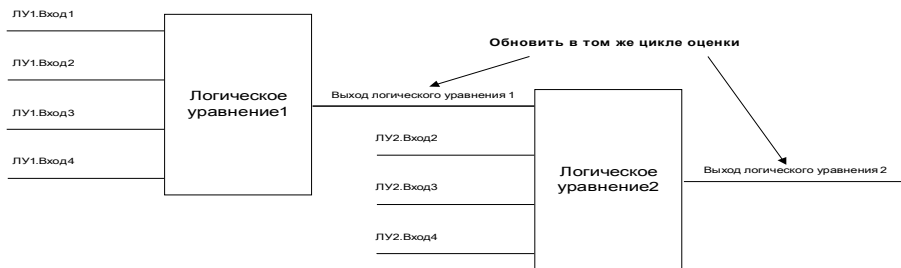 ЛУ1.Вход1
ЛУ1.Вход2
ЛУ1.Вход3
ЛУ1.Вход4
Логическое
уравнение1
Обновить в том же цикле оценки
Выход логического уравнения 1
ЛУ2.Вход2
ЛУ2.Вход3
ЛУ2.Вход4
Логическое
уравнение2
Выход логического уравнения 2